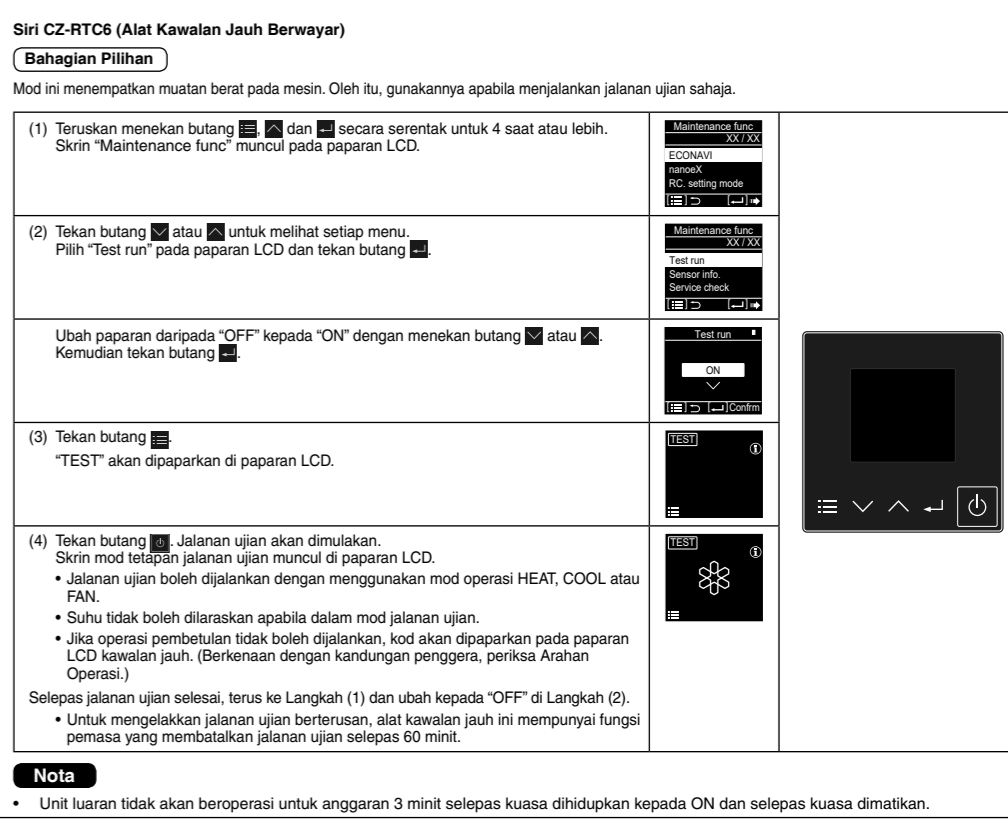 Siri CZ-RTC6 (Alat Kawalan Jauh Berwayar)
Bahagian Pilihan
Mod ini menempatkan muatan berat pada mesin. Oleh itu, gunakannya apabila menjalankan jalanan ujian sahaja.
(1) Teruskan menekan butang , dan secara serentak untuk 4 saat atau lebih.
Skrin “Maintenance func” muncul pada paparan LCD.
Maintenance func
XX / XX
ECONAVI
nanoeX
RC. setting mode
(2) Tekan butang atau untuk melihat setiap menu.
Pilih “Test run” pada paparan LCD dan tekan butang .
Maintenance func
XX / XX
Test run
Sensor info.
Service check
Ubah paparan daripada “OFF” kepada “ON” dengan menekan butang atau .
Kemudian tekan butang .
Test run
ON
Confrm
(3) Tekan butang .
“TEST” akan dipaparkan di paparan LCD.
TEST
(4) Tekan butang . Jalanan ujian akan dimulakan.
Skrin mod tetapan jalanan ujian muncul di paparan LCD.
• Jalanan ujian boleh dijalankan dengan menggunakan mod operasi HEAT, COOL atau
FAN.
• Suhu tidak boleh dilaraskan apabila dalam mod jalanan ujian.
• Jika operasi pembetulan tidak boleh dijalankan, kod akan dipaparkan pada paparan
LCD kawalan jauh. (Berkenaan dengan kandungan penggera, periksa Arahan
Operasi.)
Selepas jalanan ujian selesai, terus ke Langkah (1) dan ubah kepada “OFF” di Langkah (2).
• Untuk mengelakkan jalanan ujian berterusan, alat kawalan jauh ini mempunyai fungsi
pemasa yang membatalkan jalanan ujian selepas 60 minit.
TEST
Nota
• Unit luaran tidak akan beroperasi untuk anggaran 3 minit selepas kuasa dihidupkan kepada ON dan selepas kuasa dimatikan.